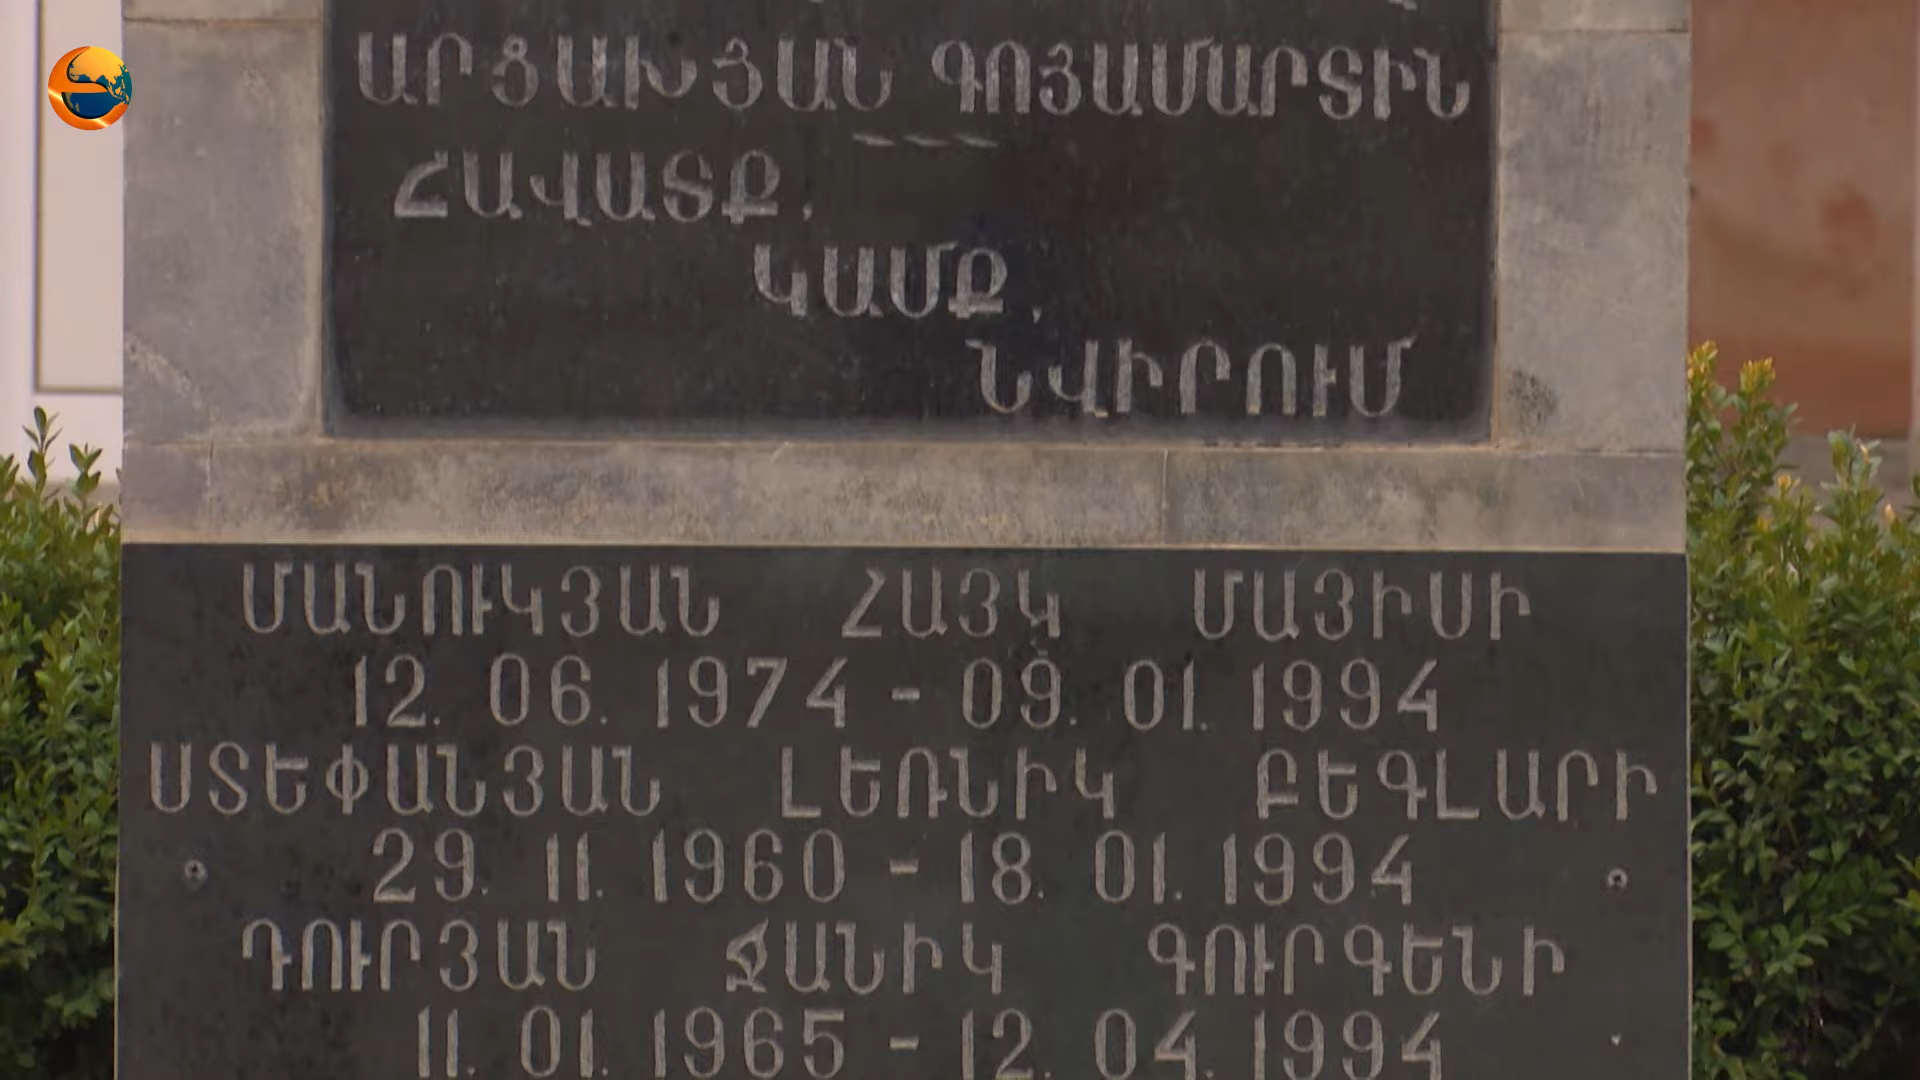 ԱՐՑԱԽՅԱՆ ԳՈՅԱՄԱՐՏԻՆ
ՀԱՎԱՏՔ,
ԿԱՄՔ,
ՆՎԻՐՈՒՄ
ՄԱՆՈՒԿՅԱՆ ՀԱՅԿ ՄԱՅԻՍԻ
12. 06. 1974 - 09. 01. 1994
ՍՏԵՓԱՆՅԱՆ ԼԵՌՆԻԿ ԲԵԳԼԱՐԻ
29. 11. 1960 - 18. 01. 1994
ԴՈՒՐՅԱՆ ՋԱՆԻԿ ԳՈՒՐԳԵՆԻ
11. 01. 1965 - 12. 04. 1994